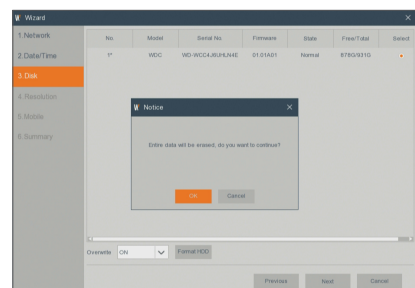 Wizard
1.Network
2.Date/Time
3.Disk
4.Resolution
5.Mobile
6.Summary
No. Model Serial No. Firmware State Free/Total Select
1* WDC WD-WCC4J6UHLN4E 01.01A01 Normal 878G/931G
Notice
Entire data will be erased, do you want to continue?
OK Cancel
Overwrite ON Format HDD
Previous Next Cancel